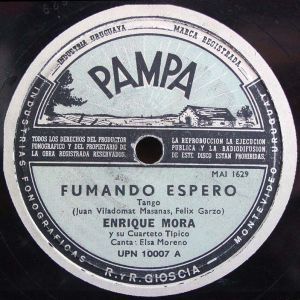 INDUSTRIA URUGUAYA
MARCA REGISTRADA
PAMPA
TODOS LOS DERECHOS DEL PRODUCTOR
FONOGRAFICO Y DEL PROPIETARIO DE
LA OBRA REGISTRADA RESERVADOS.
LA REPRODUCCION LA EJECUCION
PUBLICA Y LA RADIODIFUSION
DE ESTE DISCO ESTAN PROHIBIDAS.
MAI 1629
FUMANDO ESPERO
Tango
(Juan Viladomat Masanas, Felix Garzo)
ENRIQUE MORA
y su Cuarteto Típico
Canta: Elsa Moreno
UPN 10007 A
INDUSTRIAS FONOGRAFICAS R. y R. GIOSCIA - MONTEVIDEO - URUGUAY